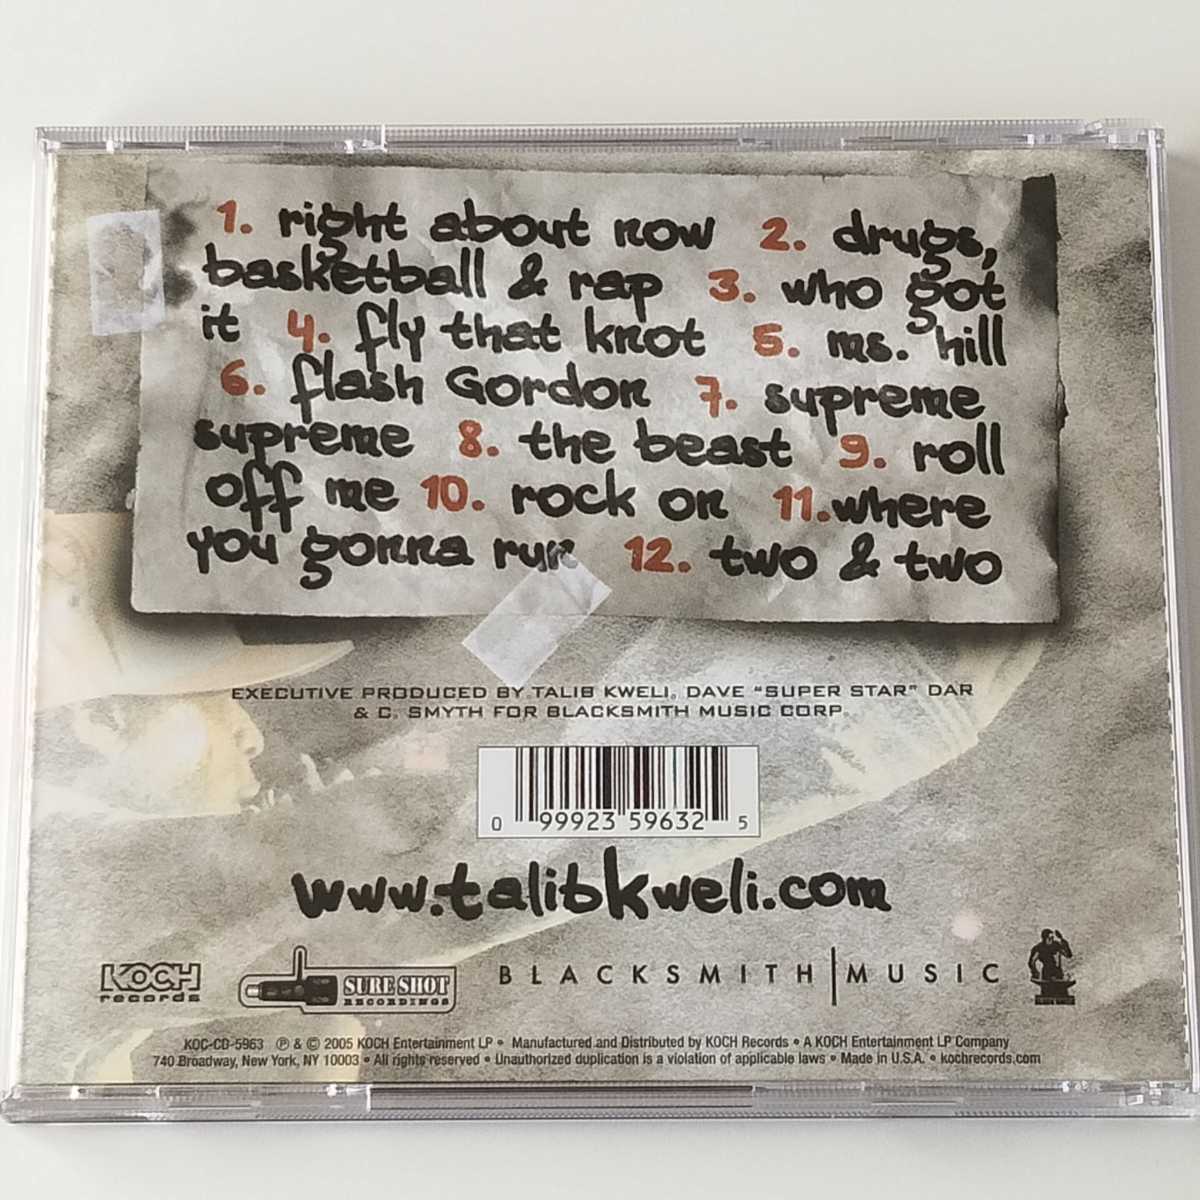 1. right about now 2. drugs,
basketball & rap 3. who got
it 4. fly that knot 5. ms. hill
6. flash Gordon 7. supreme
supreme 8. the beast 9. roll
off me 10. rock on 11.where
you gonna run 12. two & two
EXECUTIVE PRODUCED BY TALIB KWELI, DAVE "SUPER STAR" DAR
& C. SMYTH FOR BLACKSMITH MUSIC CORP.
0 99923 59632 5
www.talibkweli.com
KOCH
records
SURE SHOT
RECORDINGS
BLACKSMITH|MUSIC
KOC-CD-5963 ℗ & © 2005 KOCH Entertainment LP • Manufactured and Distributed by KOCH Records • A KOCH Entertainment LP Company
740 Broadway, New York, NY 10003 • All rights reserved • Unauthorized duplication is a violation of applicable laws • Made in U.S.A. • kochrecords.com